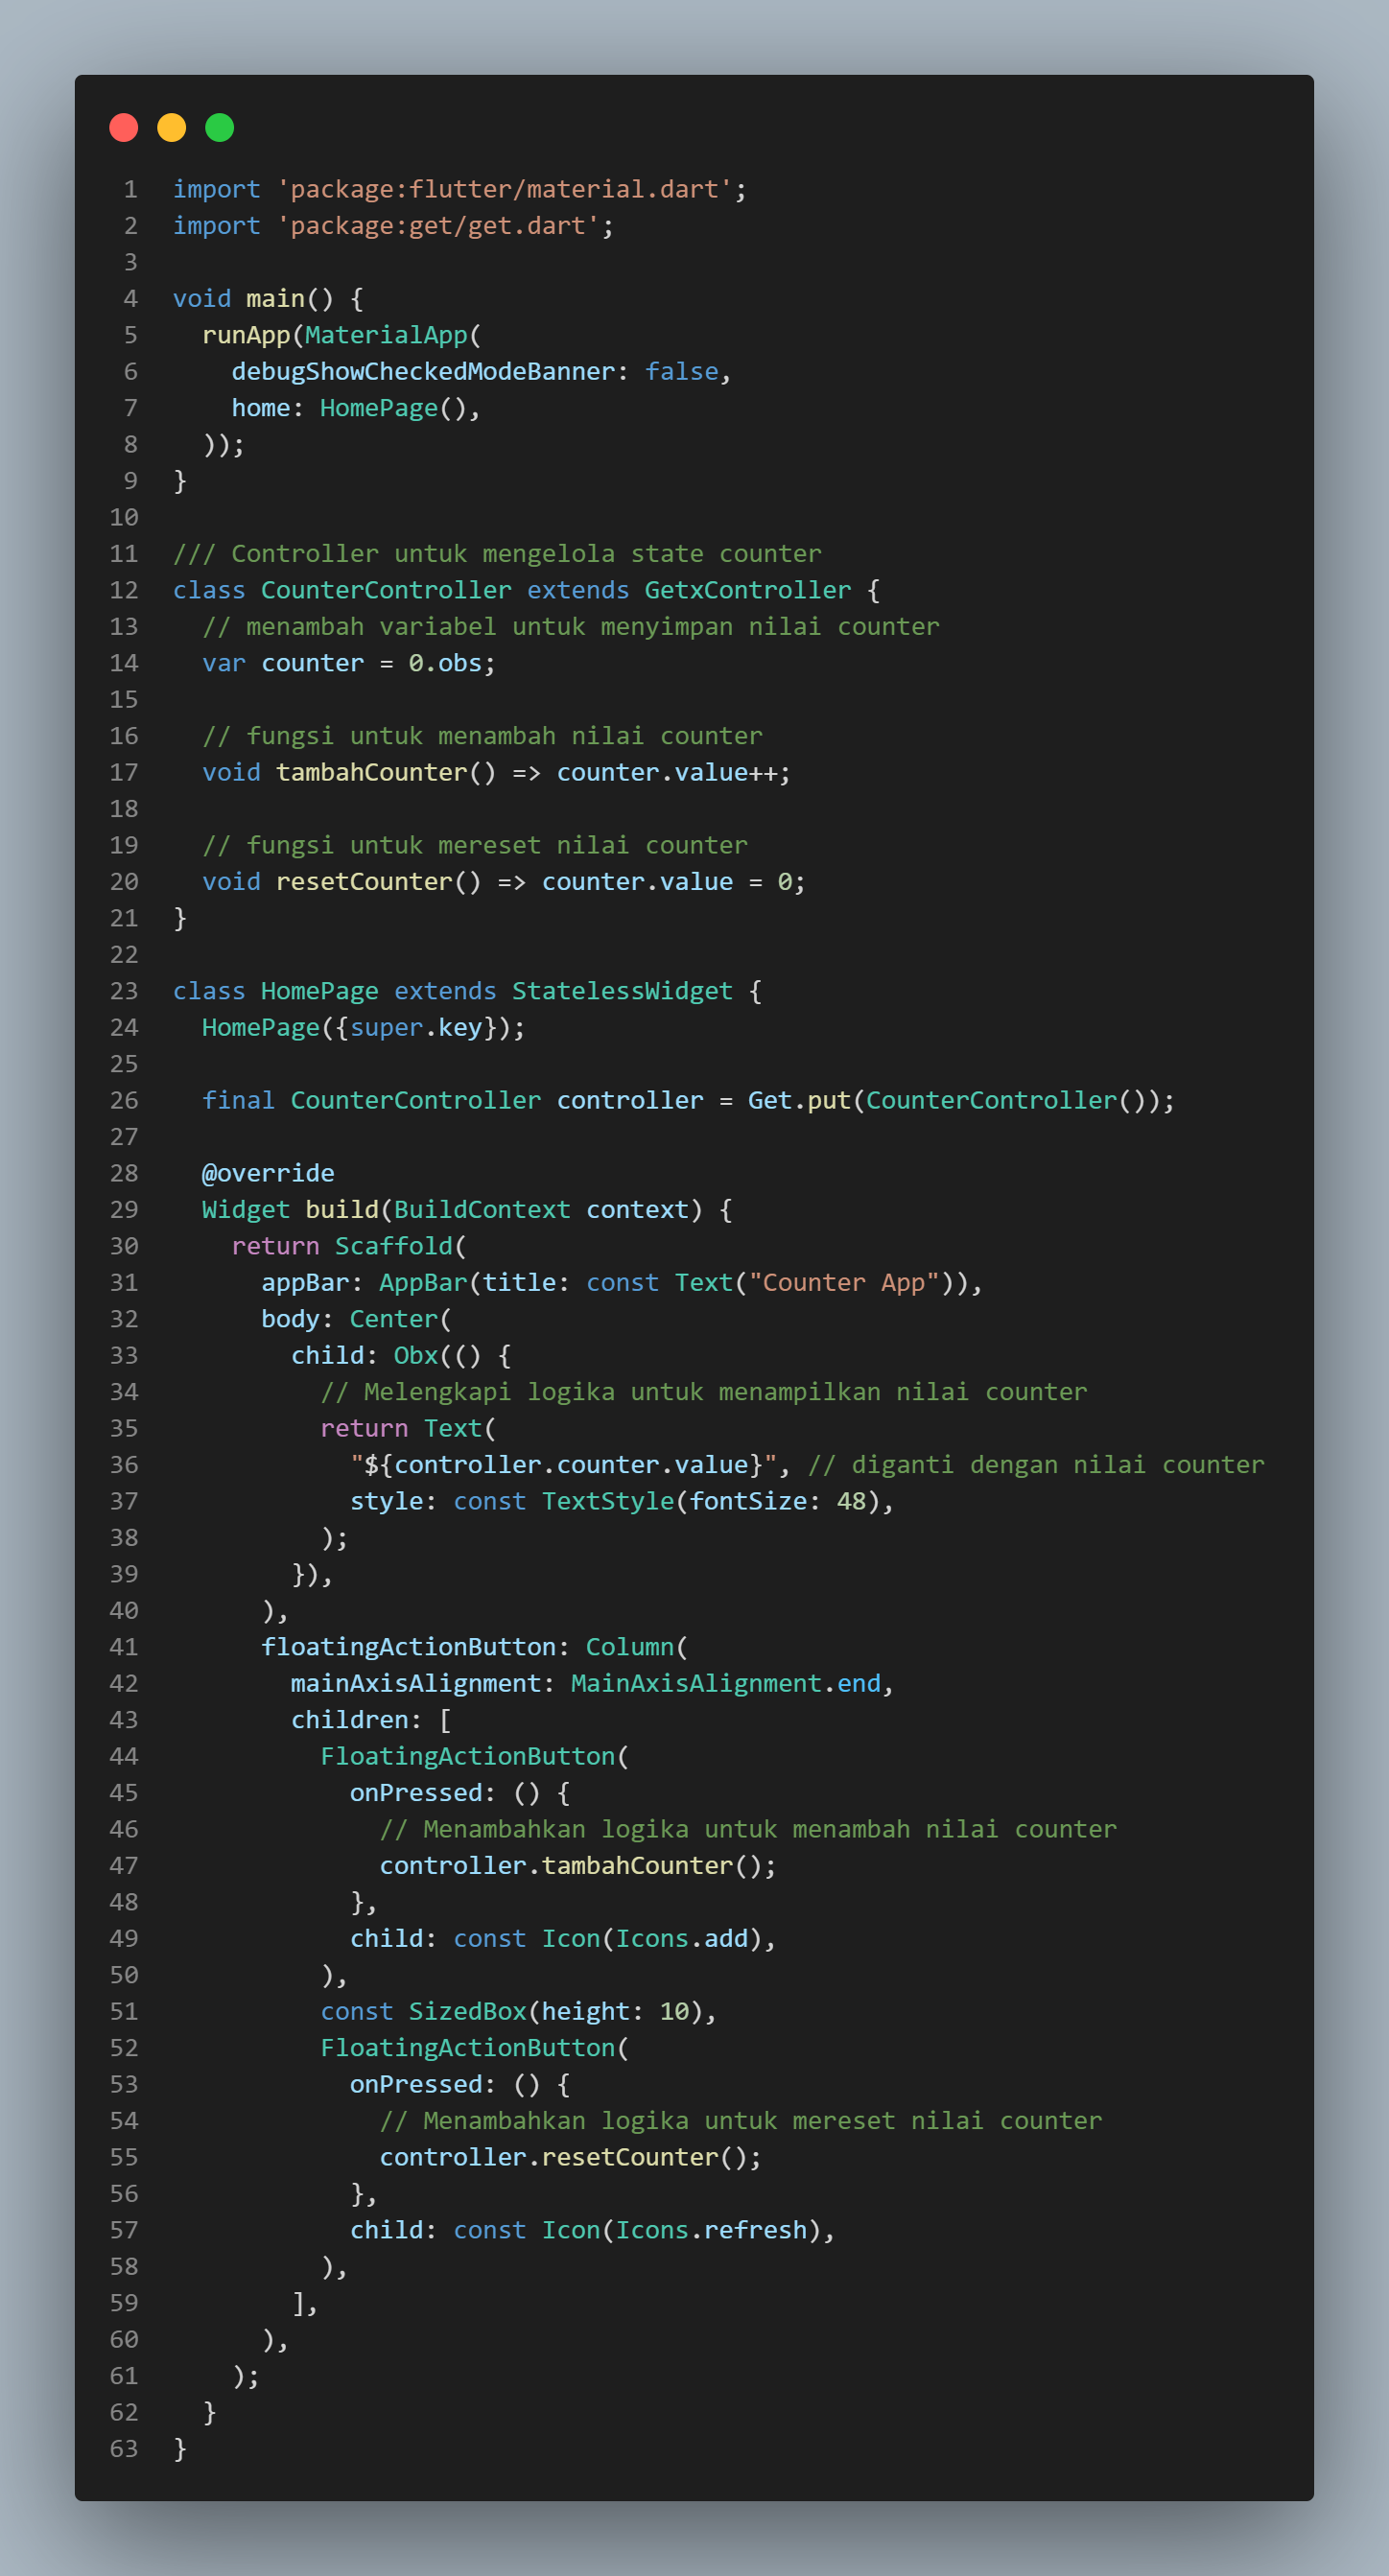 1 import 'package:flutter/material.dart';
2 import 'package:get/get.dart';
3
4 void main() {
5   runApp(MaterialApp(
6     debugShowCheckedModeBanner: false,
7     home: HomePage(),
8   ));
9 }
10
11 /// Controller untuk mengelola state counter
12 class CounterController extends GetxController {
13   // menambah variabel untuk menyimpan nilai counter
14   var counter = 0.obs;
15
16   // fungsi untuk menambah nilai counter
17   void tambahCounter() => counter.value++;
18
19   // fungsi untuk mereset nilai counter
20   void resetCounter() => counter.value = 0;
21 }
22
23 class HomePage extends StatelessWidget {
24   HomePage({super.key});
25
26   final CounterController controller = Get.put(CounterController());
27
28   @override
29   Widget build(BuildContext context) {
30     return Scaffold(
31       appBar: AppBar(title: const Text("Counter App")),
32       body: Center(
33         child: Obx(() {
34           // Melengkapi logika untuk menampilkan nilai counter
35           return Text(
36             "${controller.counter.value}", // diganti dengan nilai counter
37             style: const TextStyle(fontSize: 48),
38           );
39         }),
40       ),
41       floatingActionButton: Column(
42         mainAxisAlignment: MainAxisAlignment.end,
43         children: [
44           FloatingActionButton(
45             onPressed: () {
46               // Menambahkan logika untuk menambah nilai counter
47               controller.tambahCounter();
48             },
49             child: const Icon(Icons.add),
50           ),
51           const SizedBox(height: 10),
52           FloatingActionButton(
53             onPressed: () {
54               // Menambahkan logika untuk mereset nilai counter
55               controller.resetCounter();
56             },
57             child: const Icon(Icons.refresh),
58           ),
59         ],
60       ),
61     );
62   }
63 }